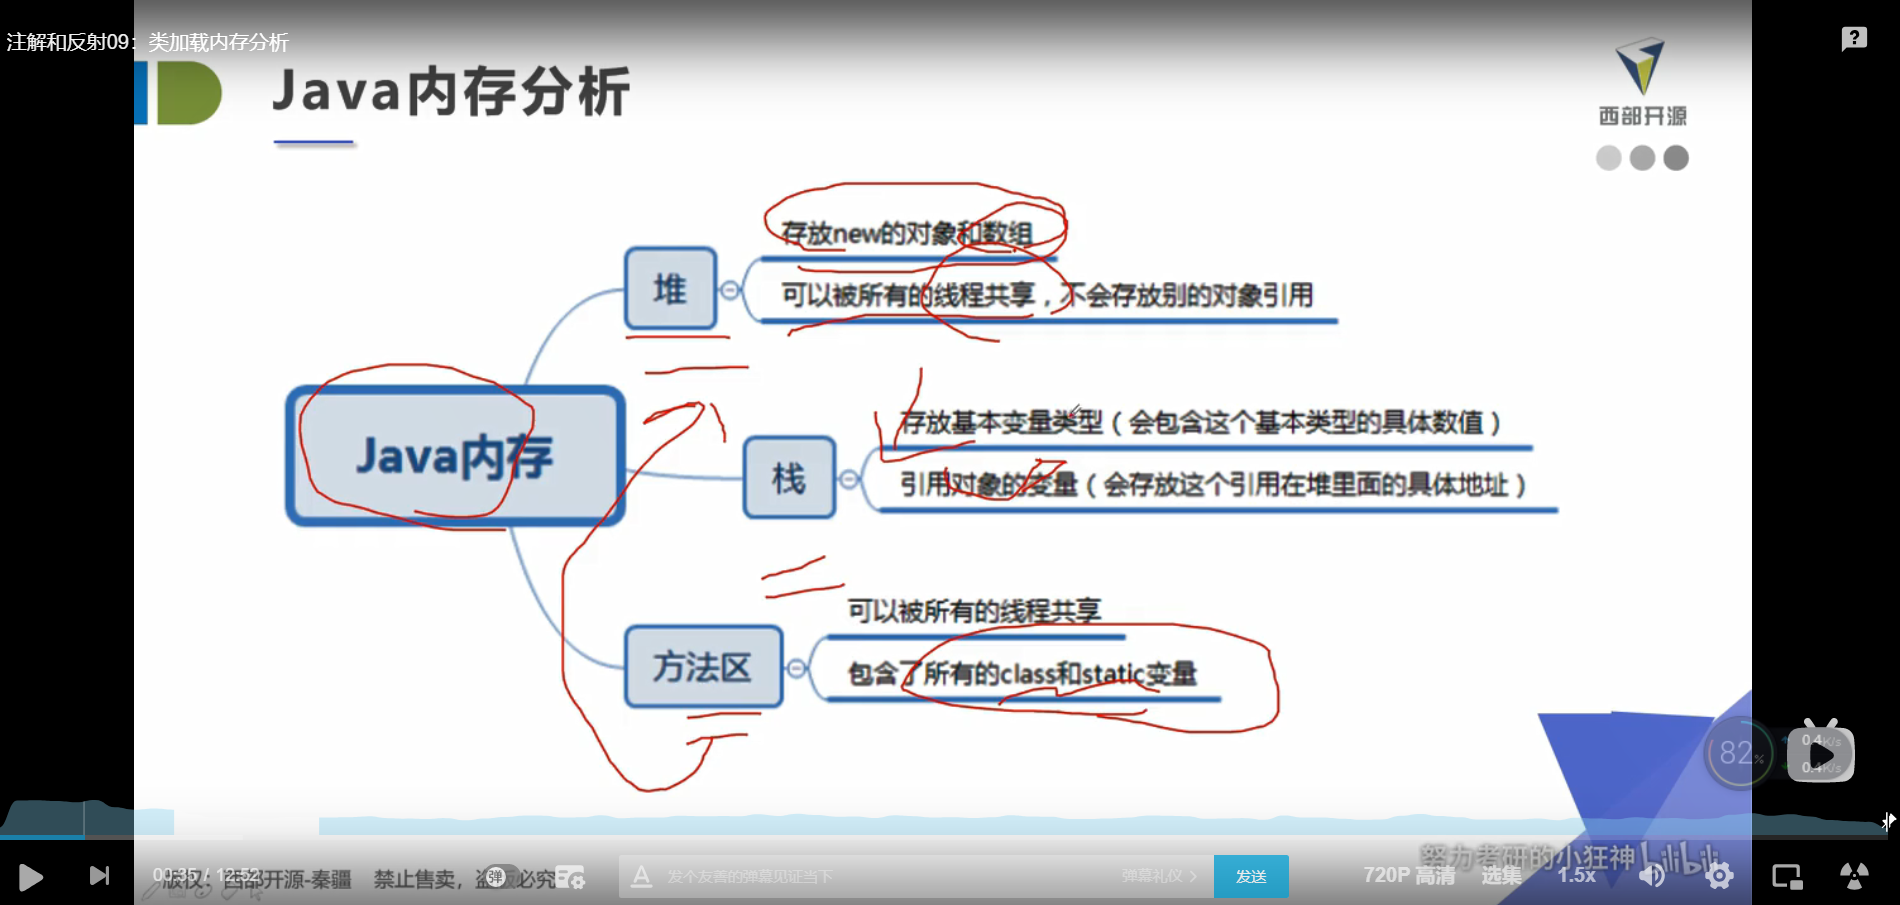 注解和反射09：类加载内存分析
Java内存分析
西部开源
存放new的对象和数组
堆
可以被所有的线程共享，不会存放别的对象引用
存放基本变量类型（会包含这个基本类型的具体数值）
Java内存
栈
引用对象的变量（会存放这个引用在堆里面的具体地址）
可以被所有的线程共享
方法区
包含了所有的class和static变量
82%
0.4K/s
0.4K/s
努力考研的小狂神 bilibili
版权：西部开源-秦疆 禁止售卖，盗版必究
弹
发个友善的弹幕见证当下
弹幕礼仪
发送
720P 高清
选集
1.5x